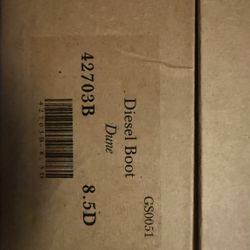 GS0051
Diesel Boot
Dune
42703B 8.5D